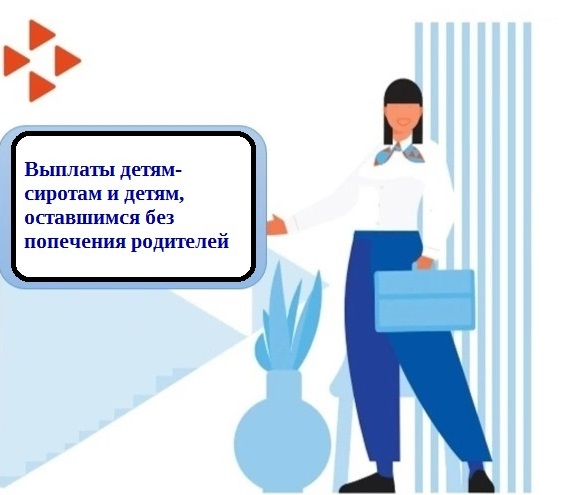 Выплаты детям-
сиротам и детям,
оставшимся без
попечения родителей